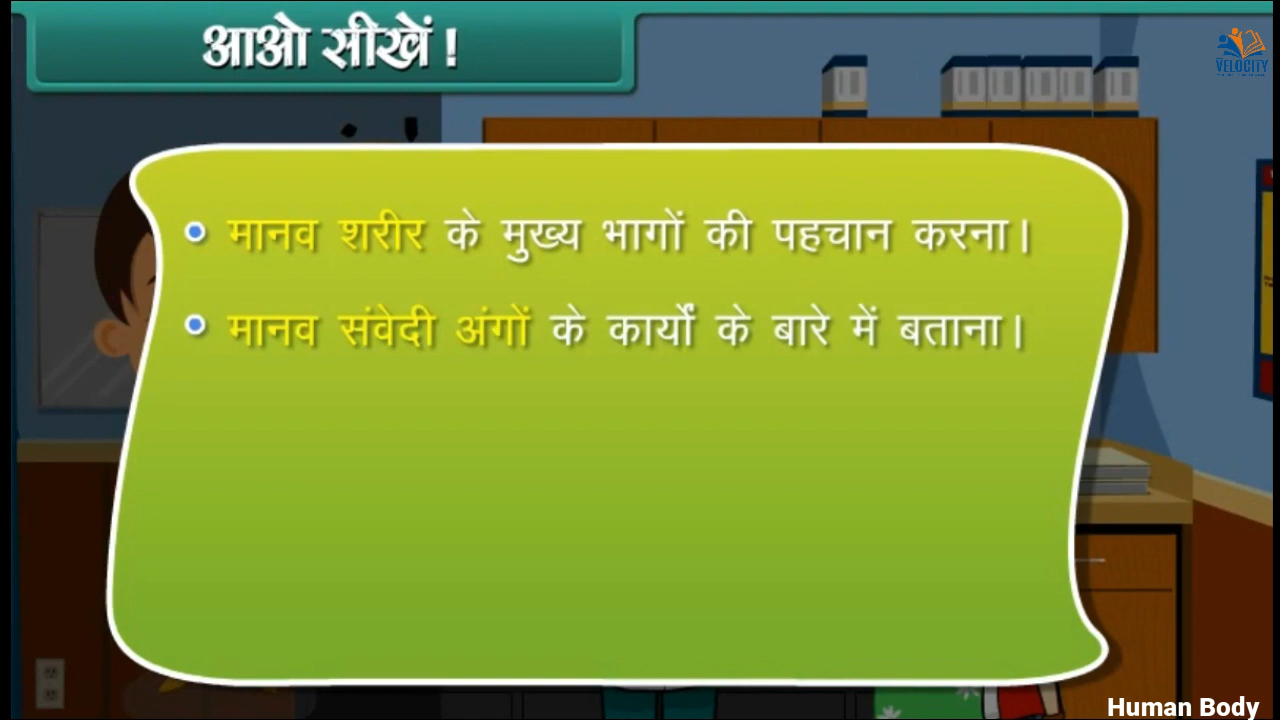 आओ सीखें !
VELOCITY
मानव शरीर के मुख्य भागों की पहचान करना।
मानव संवेदी अंगों के कार्यों के बारे में बताना।
Human Body